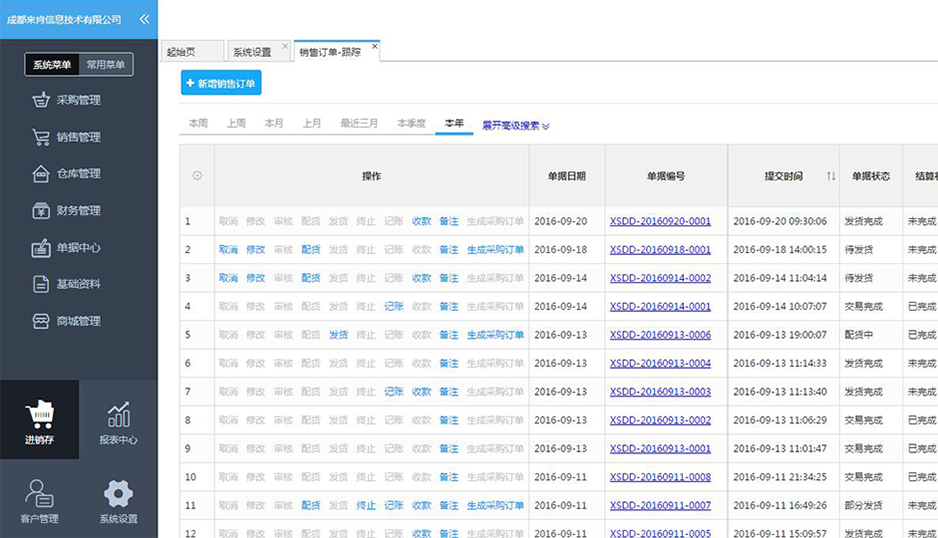 成都来肯信息技术有限公司 «
起始页 系统设置 × 销售订单-跟踪 ×
系统菜单 常用菜单
采购管理
销售管理
仓库管理
财务管理
单据中心
基础资料
商城管理
进销存 报表中心
客户管理 系统设置
+ 新增销售订单
本周 上周 本月 上月 最近三月 本季度 本年 展开高级搜索
操作 单据日期 单据编号 提交时间 单据状态
1 取消 修改 审核 配货 发货 终止 记账 收款 备注 生成采购订单 2016-09-20 XSDD-20160920-0001 2016-09-20 09:30:06 发货完成 未完成
2 取消 修改 审核 配货 发货 终止 记账 收款 备注 生成采购订单 2016-09-18 XSDD-20160918-0001 2016-09-18 14:00:15 待发货 未完成
3 取消 修改 审核 配货 发货 终止 记账 收款 备注 生成采购订单 2016-09-14 XSDD-20160914-0002 2016-09-14 11:04:14 待发货 未完成
4 取消 修改 审核 配货 发货 终止 记账 收款 备注 生成采购订单 2016-09-14 XSDD-20160914-0001 2016-09-14 10:07:07 交易完成 已完成
5 取消 修改 审核 配货 发货 终止 记账 收款 备注 生成采购订单 2016-09-13 XSDD-20160913-0006 2016-09-13 19:00:07 配货中 未完成
6 取消 修改 审核 配货 发货 终止 记账 收款 备注 生成采购订单 2016-09-13 XSDD-20160913-0004 2016-09-13 11:14:33 发货完成 未完成
7 取消 修改 审核 配货 发货 终止 记账 收款 备注 生成采购订单 2016-09-13 XSDD-20160913-0003 2016-09-13 11:13:40 发货完成 未完成
8 取消 修改 审核 配货 发货 终止 记账 收款 备注 生成采购订单 2016-09-13 XSDD-20160913-0002 2016-09-13 11:06:29 交易完成 已完成
9 取消 修改 审核 配货 发货 终止 记账 收款 备注 生成采购订单 2016-09-13 XSDD-20160913-0001 2016-09-13 11:01:47 交易完成 已完成
10 取消 修改 审核 配货 发货 终止 记账 收款 备注 生成采购订单 2016-09-11 XSDD-20160911-0008 2016-09-11 21:34:25 交易完成 已完成
11 取消 修改 审核 配货 发货 终止 记账 收款 备注 生成采购订单 2016-09-11 XSDD-20160911-0007 2016-09-11 16:49:26 部分发货 未完成
12 取消 修改 审核 配货 发货 终止 记账 收款 备注 生成采购订单 2016-09-11 XSDD-20160911-0005 2016-09-11 15:09:57 发货完成 未完成